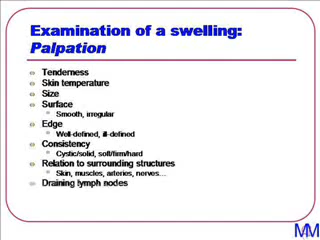 Examination of a swelling:
Palpation
Tenderness
Skin temperature
Size
Surface
Smooth, irregular
Edge
Well-defined, ill-defined
Consistency
Cystic/solid, soft/firm/hard
Relation to surrounding structures
Skin, muscles, arteries, nerves...
Draining lymph nodes
MM